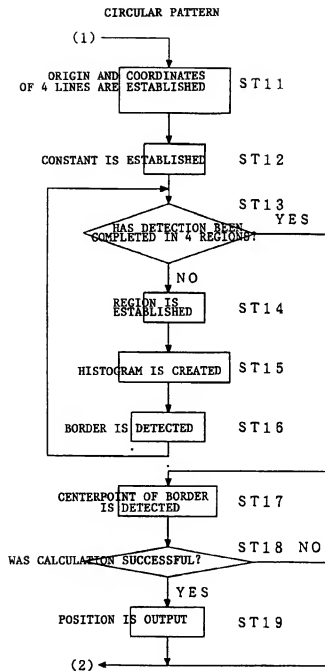 CIRCULAR PATTERN
(1)
ORIGIN AND COORDINATES
OF 4 LINES ARE ESTABLISHED
ST11
CONSTANT IS ESTABLISHED
ST12
ST13
HAS DETECTION BEEN
COMPLETED IN 4 REGIONS?
YES
NO
REGION IS
ESTABLISHED
ST14
HISTOGRAM IS CREATED
ST15
BORDER IS DETECTED
ST16
CENTERPOINT OF BORDER
IS DETECTED
ST17
WAS CALCULATION SUCCESSFUL?
ST18
NO
YES
POSITION IS OUTPUT
ST19
(2)